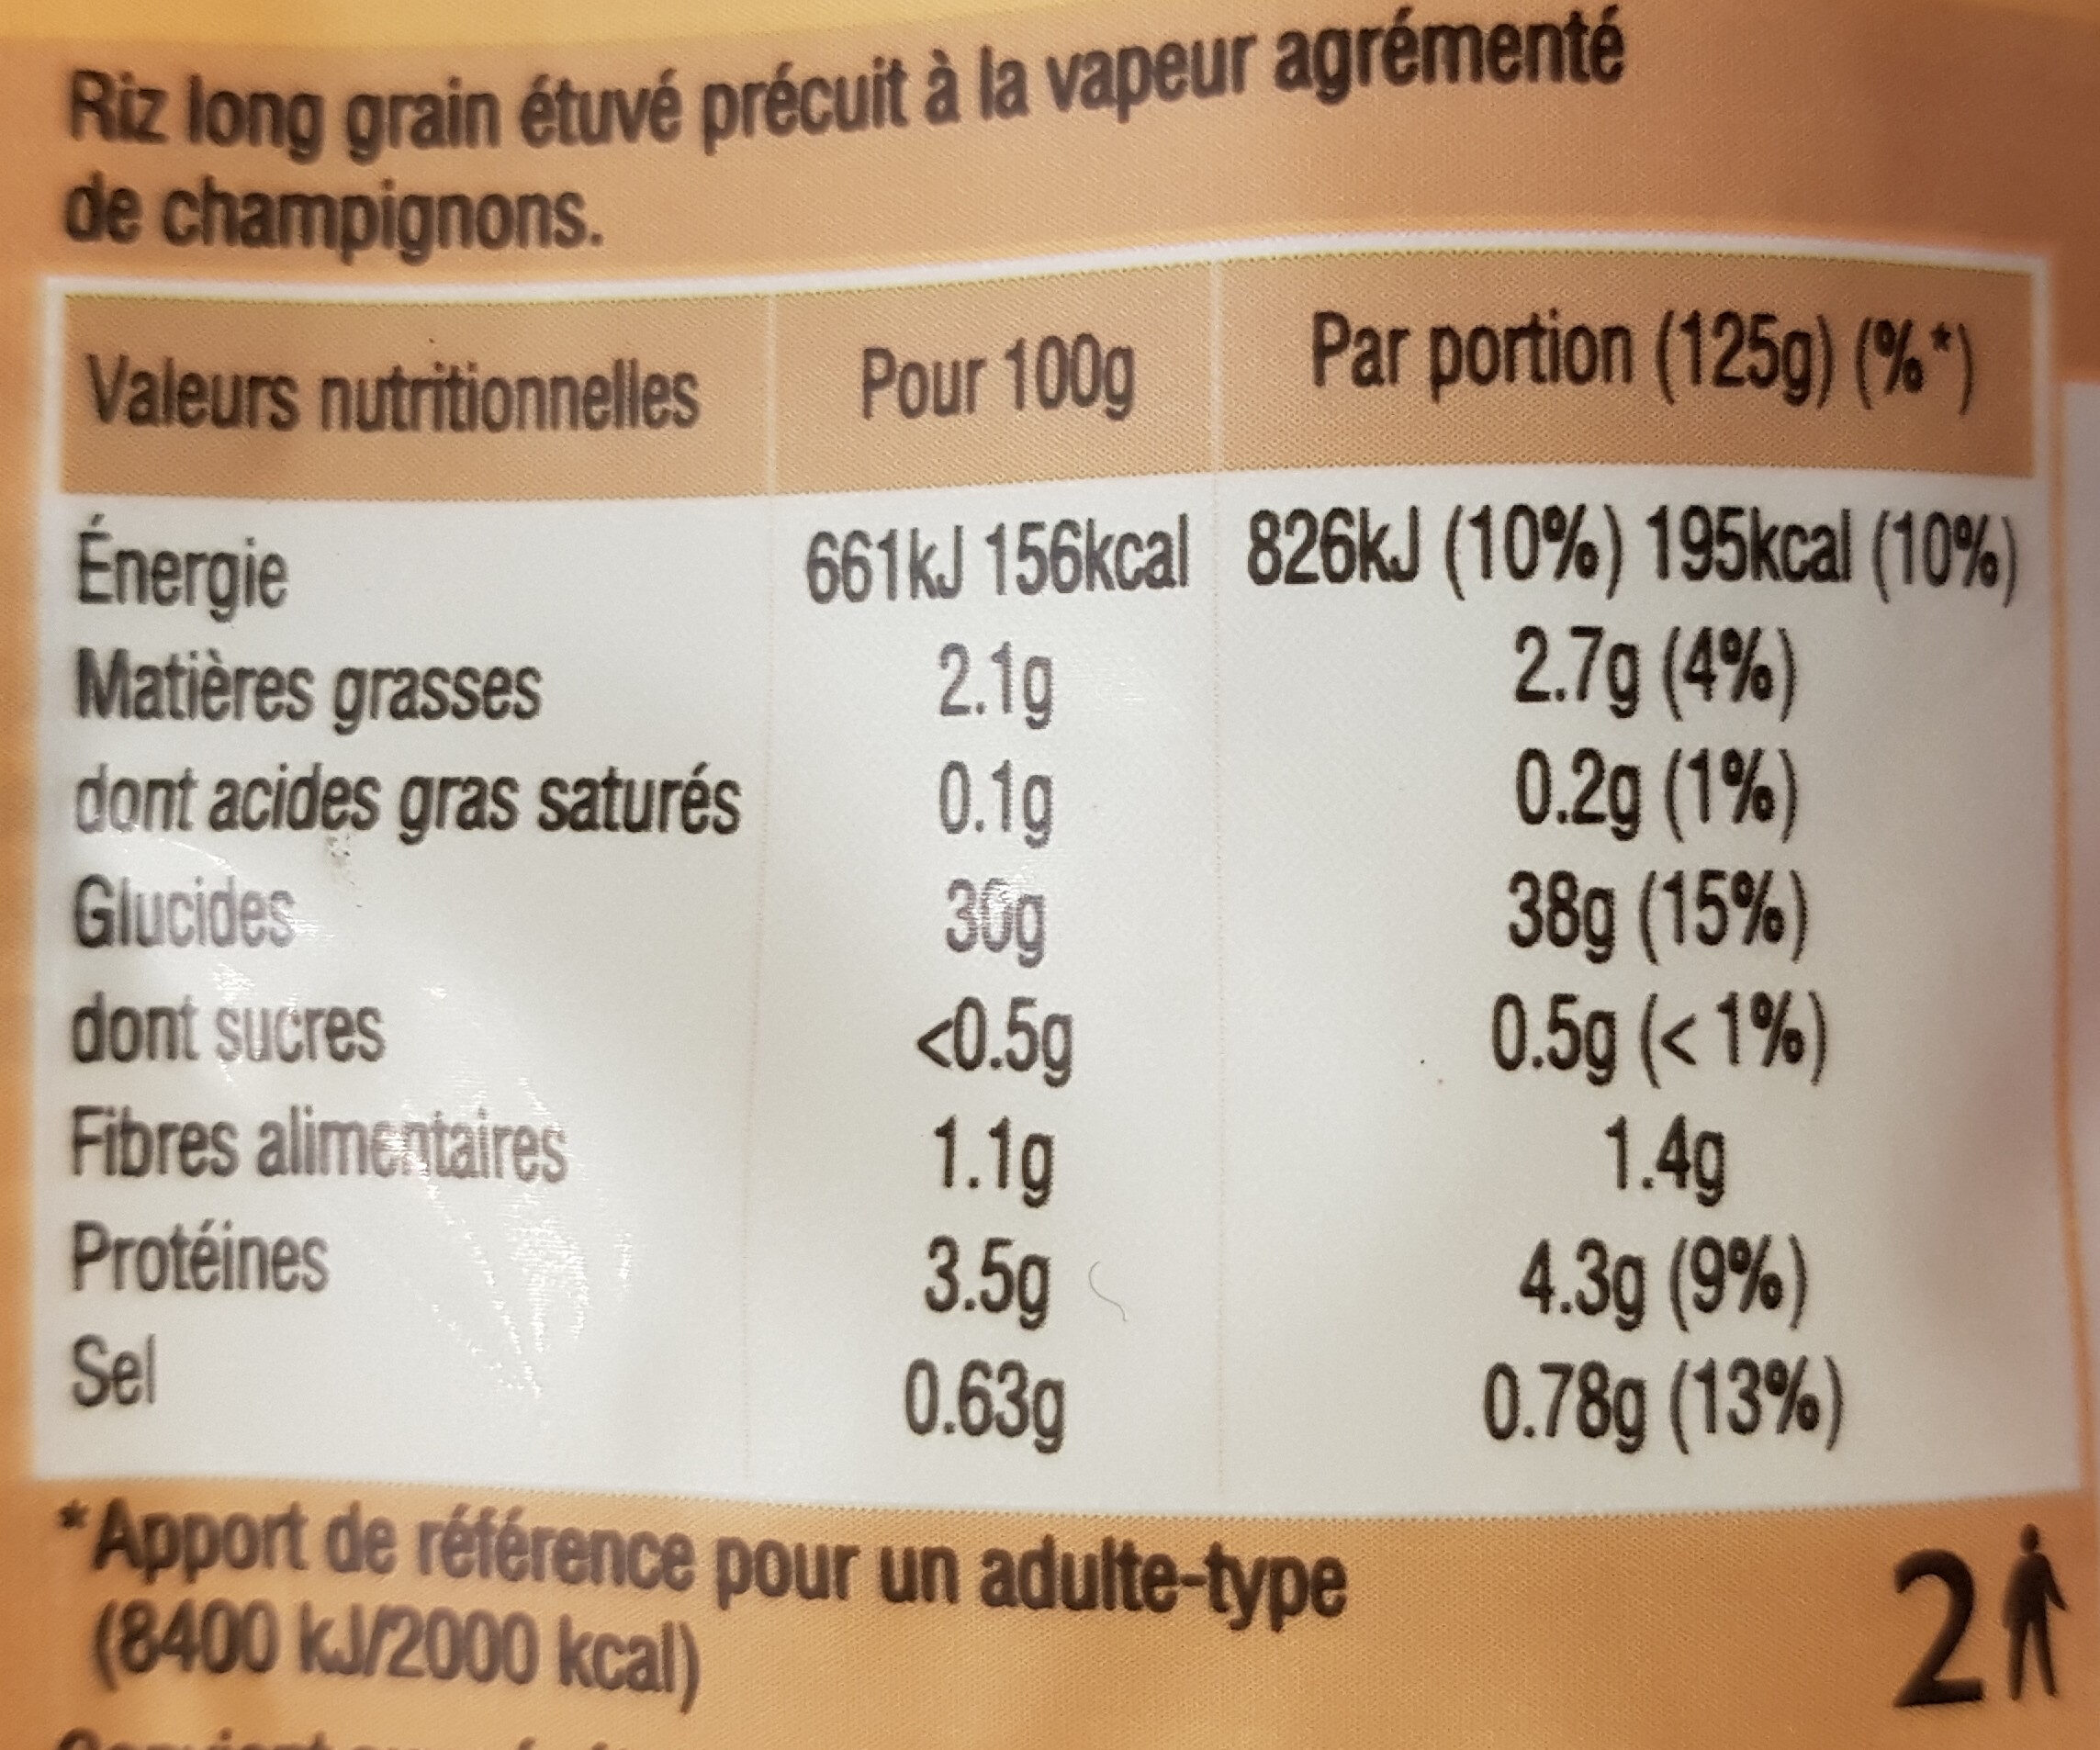 Riz long grain étuvé précuit à la vapeur agrémenté
de champignons.
Valeurs nutritionnelles Pour 100g Par portion (125g) (%*)
Énergie 661kJ 156kcal 826kJ (10%) 195kcal (10%)
Matières grasses 2.1g 2.7g (4%)
dont acides gras saturés 0.1g 0.2g (1%)
Glucides 30g 38g (15%)
dont sucres <0.5g 0.5g (< 1%)
Fibres alimentaires 1.1g 1.4g
Protéines 3.5g 4.3g (9%)
Sel 0.63g 0.78g (13%)
*Apport de référence pour un adulte-type
(8400 kJ/2000 kcal)
2